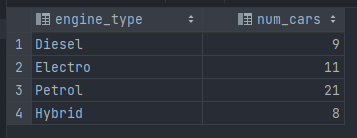 engine_type num_cars
1 Diesel 9
2 Electro 11
3 Petrol 21
4 Hybrid 8